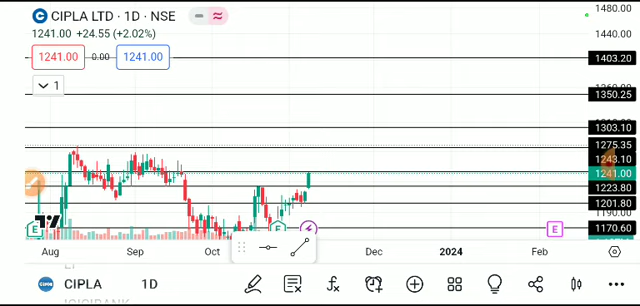 CIPLA LTD · 1D · NSE
1241.00 +24.55 (+2.02%)
1241.00 0.00 1241.00
1
1480.00
1440.00
1403.20
1350.25
1303.10
1275.35
1243.10
1241.00
1223.80
1201.80
1190.00
1170.60
E E E
Aug Sep Oct Dec 2024 Feb
CIPLA 1D